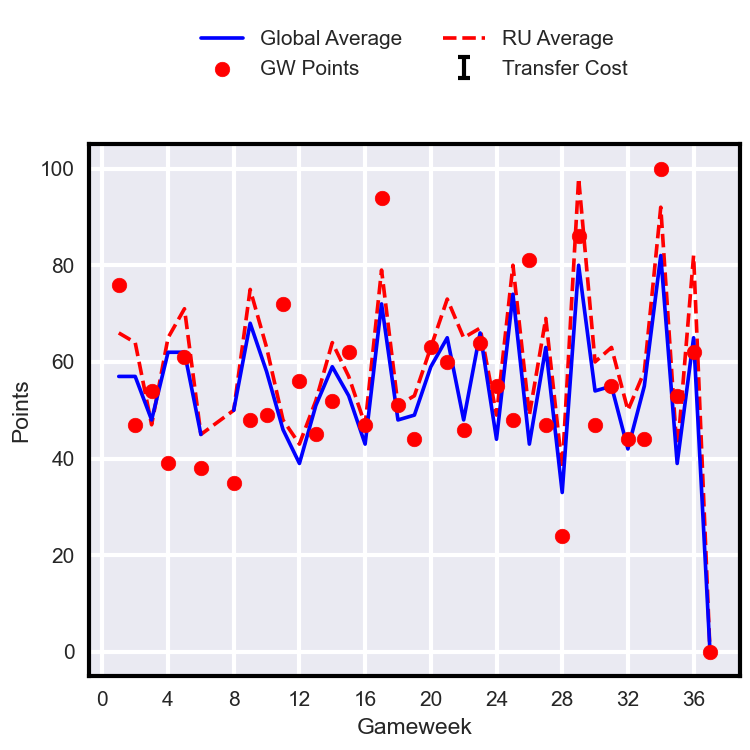 Global Average
RU Average
GW Points
Transfer Cost
100
80
60
40
20
0
Points
0 4 8 12 16 20 24 28 32 36
Gameweek